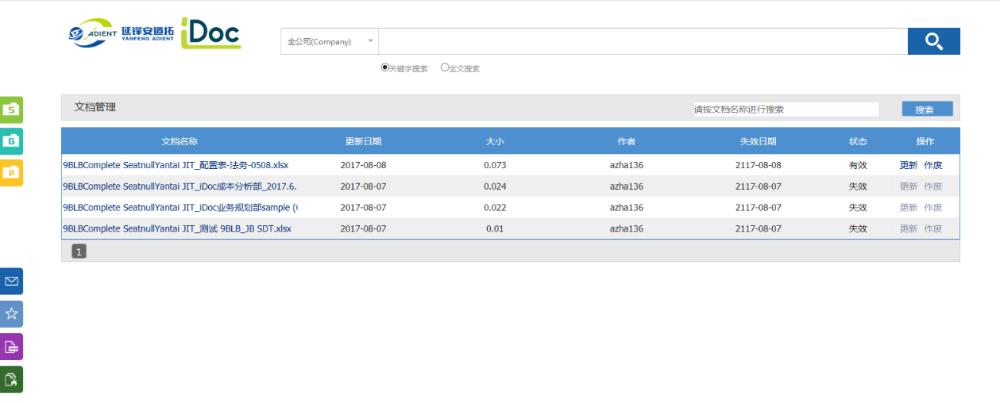 ADIENT 延锋安道拓 YANFENG ADIENT iDoc
全公司(Company)
关键字搜索 全文搜索
S
G
P
文档管理 请按文档名称进行搜索 搜索
文档名称 更新日期 大小 作者 失效日期 状态 操作
9BLBComplete SeatnullYantai JIT_配置表-法务-0508.xlsx 2017-08-08 0.073 azha136 2117-08-08 有效 更新 作废
9BLBComplete SeatnullYantai JIT_iDoc成本分析部_2017.6. 2017-08-07 0.024 azha136 2117-08-07 失效 更新 作废
9BLBComplete SeatnullYantai JIT_iDoc业务规划部sample ( 2017-08-07 0.022 azha136 2117-08-07 失效 更新 作废
9BLBComplete SeatnullYantai JIT_测试 9BLB_JB SDT.xlsx 2017-08-07 0.01 azha136 2117-08-07 失效 更新 作废
1